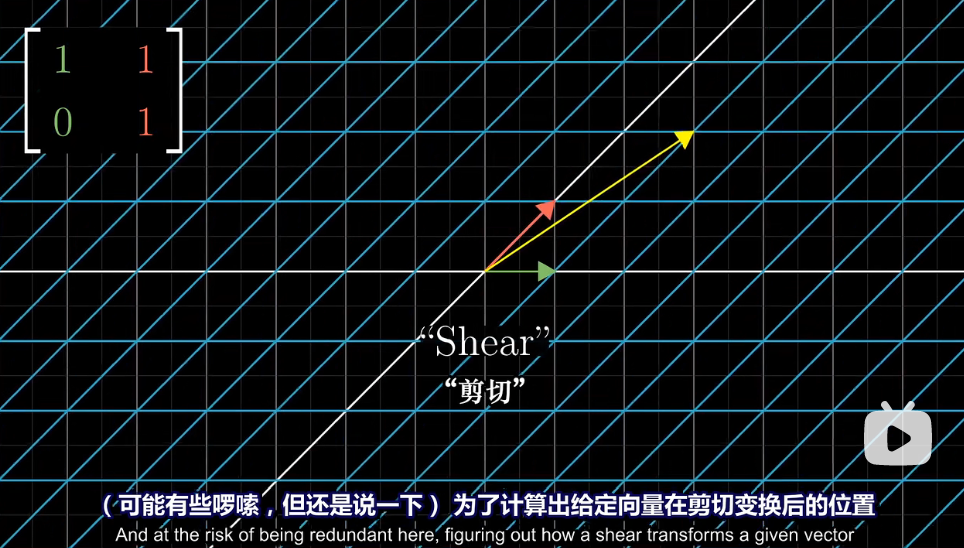 1 1
0 1
“Shear”
“剪切”
（可能有些啰嗦，但还是说一下）为了计算出给定向量在剪切变换后的位置
And at the risk of being redundant here, figuring out how a shear transforms a given vector